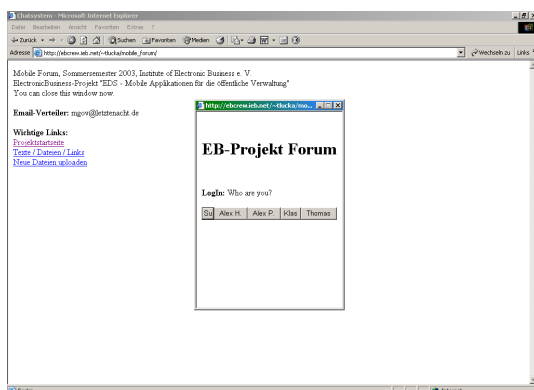 Chatsystem - Microsoft Internet Explorer
Datei Bearbeiten Ansicht Favoriten Extras ?
Zurück Suchen Favoriten Medien
Adresse http://ebcrew.ieb.net/~tlucka/mobile_forum/ Wechseln zu Links
Mobile Forum, Sommersemester 2003, Institute of Electronic Business e. V.
ElectronicBusiness-Projekt "EDS - Mobile Applikationen für die öffentliche Verwaltung"
You can close this window now.
Email-Verteiler: mgov@letztenacht.de
Wichtige Links:
Projektstartseite
Texte / Dateien / Links
Neue Dateien uploaden
http://ebcrew.ieb.net/~tlucka/mo...
EB-Projekt Forum
LogIn: Who are you?
Su Alex H. Alex P. Klas Thomas